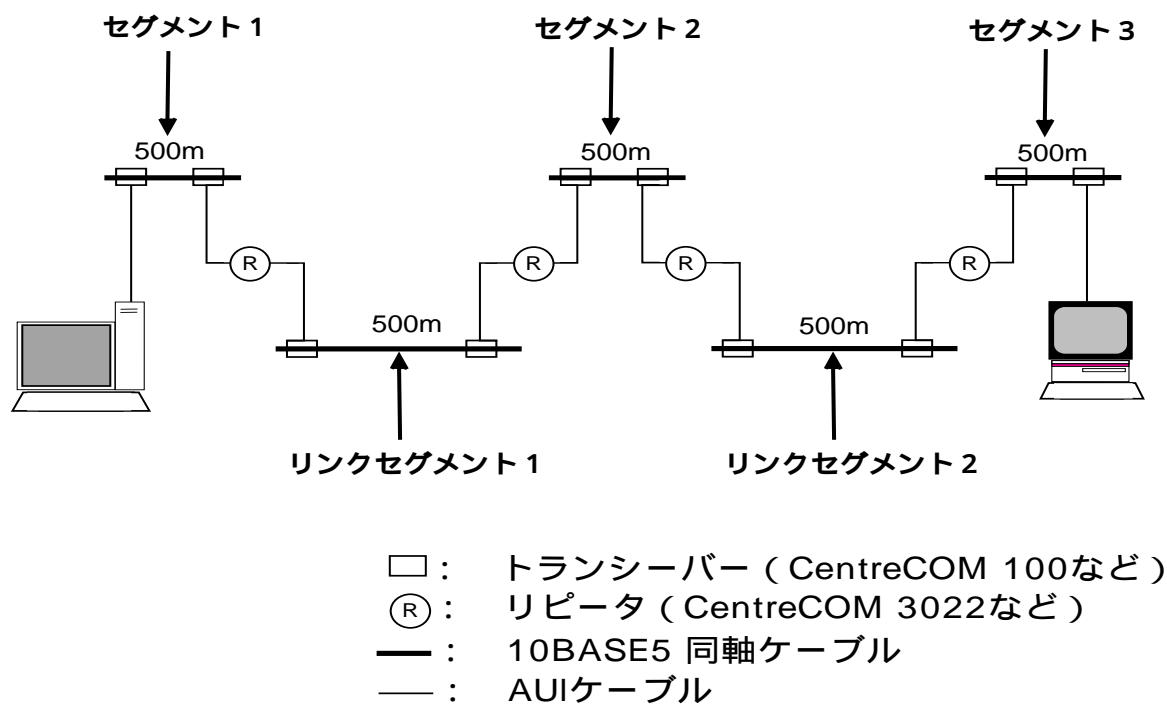 セグメント 1
セグメント 2
セグメント 3
500m
500m
500m
R
R
R
R
500m
500m
リンクセグメント 1
リンクセグメント 2
： トランシーバー（CentreCOM 100など）
R ： リピータ（CentreCOM 3022など）
： 10BASE5 同軸ケーブル
： AUIケーブル